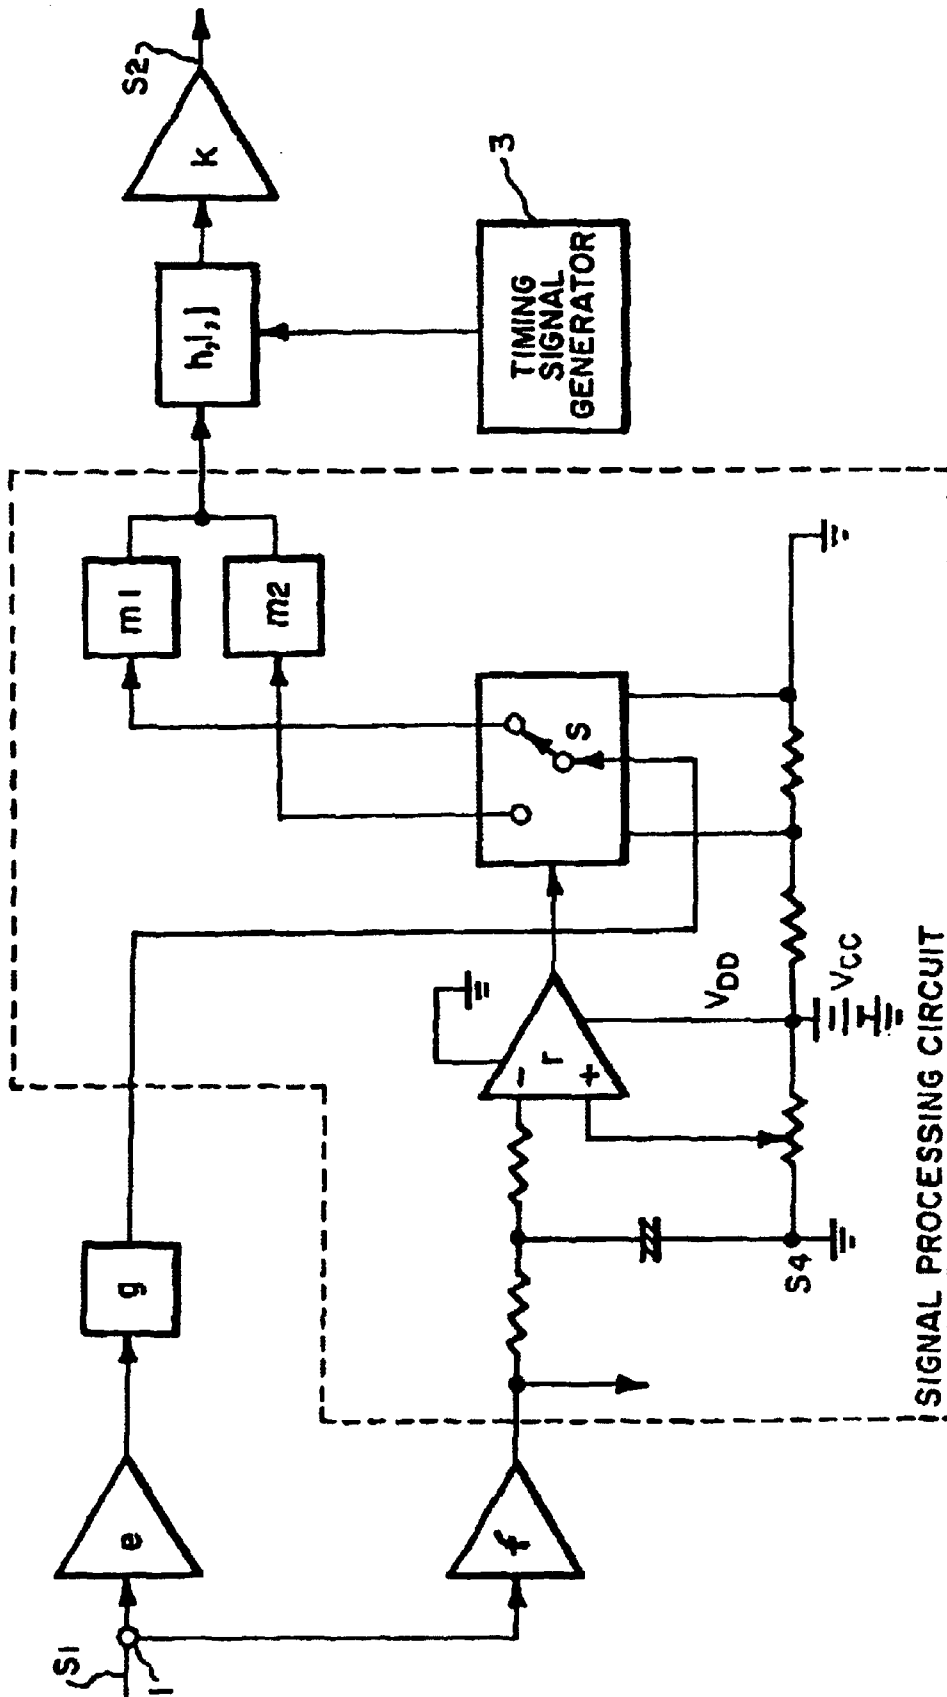 S1
1
e
f
g
S4
r
-
+
VDD
VCC
S
m1
m2
h,i,j
TIMING
SIGNAL
GENERATOR
3
k
S2
SIGNAL PROCESSING CIRCUIT